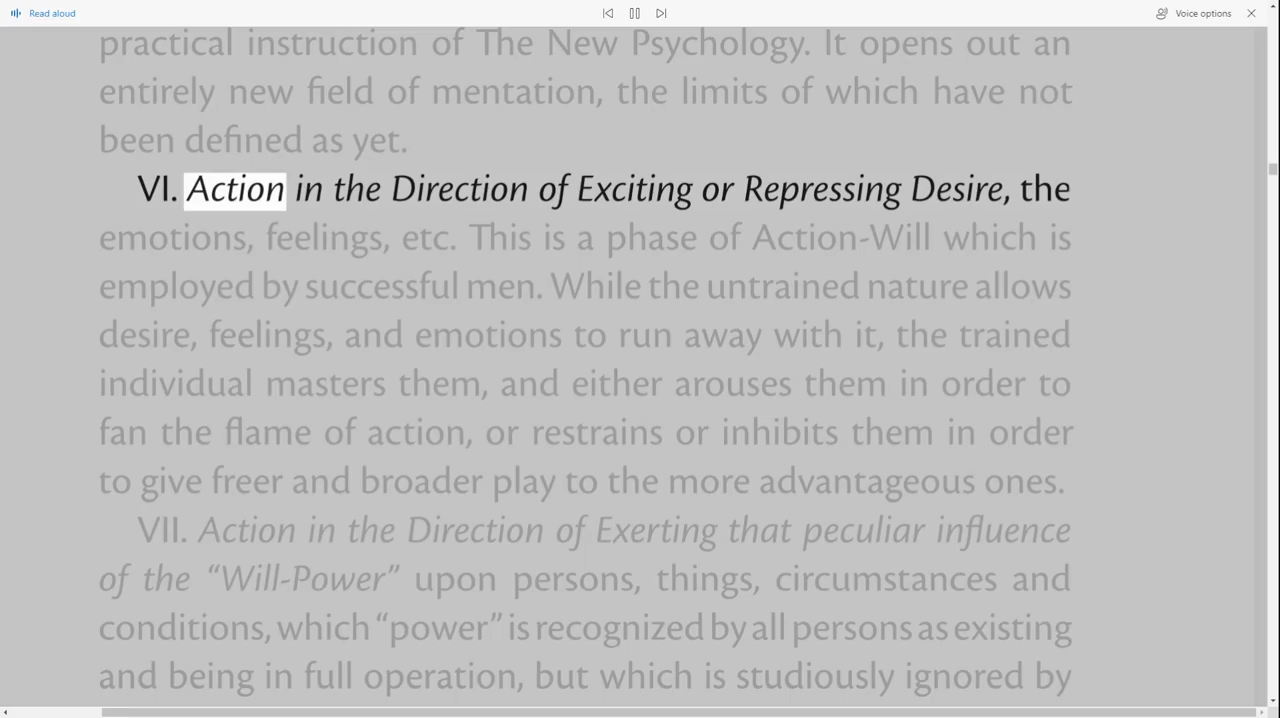 Read aloud
Voice options
practical instruction of The New Psychology. It opens out an
entirely new field of mentation, the limits of which have not
been defined as yet.
VI. Action in the Direction of Exciting or Repressing Desire, the
emotions, feelings, etc. This is a phase of Action-Will which is
employed by successful men. While the untrained nature allows
desire, feelings, and emotions to run away with it, the trained
individual masters them, and either arouses them in order to
fan the flame of action, or restrains or inhibits them in order
to give freer and broader play to the more advantageous ones.
VII. Action in the Direction of Exerting that peculiar influence
of the “Will-Power” upon persons, things, circumstances and
conditions, which “power” is recognized by all persons as existing
and being in full operation, but which is studiously ignored by